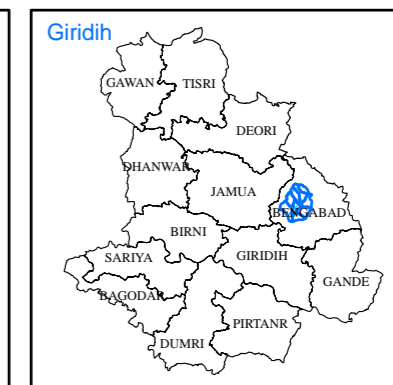 Giridih
GAWAN
TISRI
DEORI
DHANWAR
JAMUA
BENGABAD
BIRNI
SARIYA
GIRIDIH
GANDE
BAGODAR
PIRTANR
DUMRI